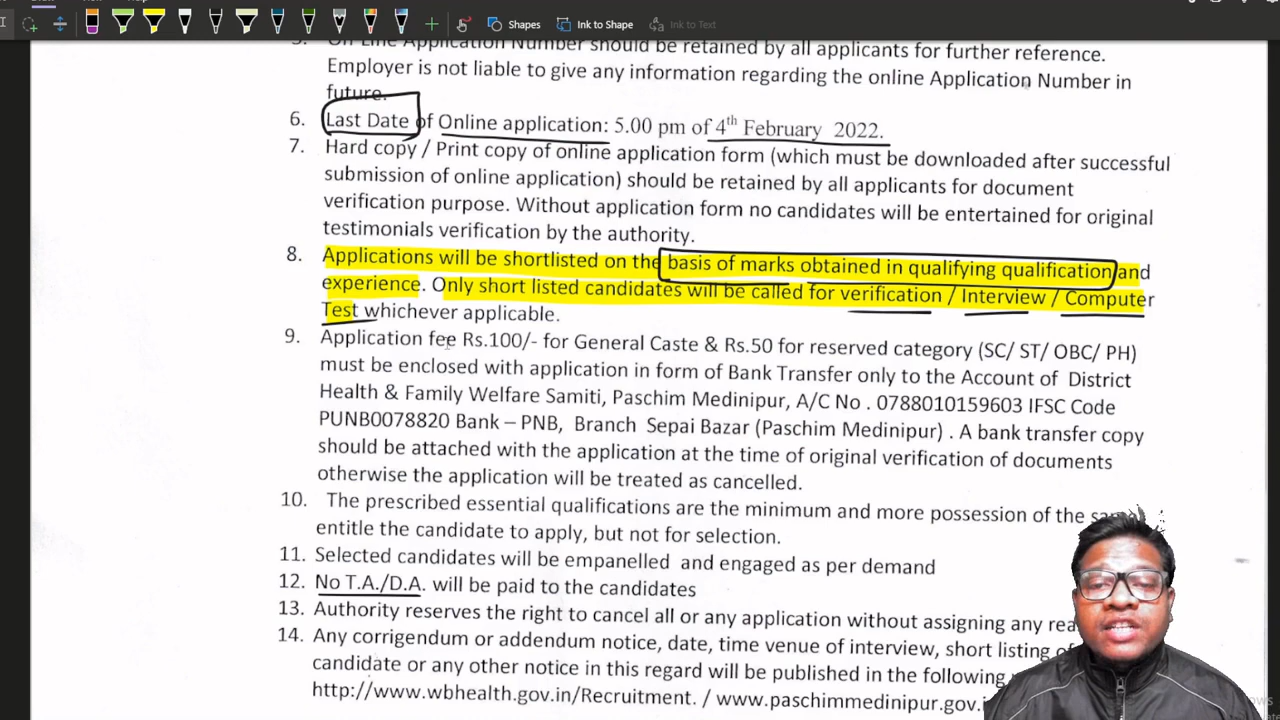 Shapes
Ink to Shape
Ink to Text
On-Line Application Number should be retained by all applicants for further reference.
Employer is not liable to give any information regarding the online Application Number in
future.
6. Last Date of Online application: 5.00 pm of 4th February 2022.
7. Hard copy / Print copy of online application form (which must be downloaded after successful
submission of online application) should be retained by all applicants for document
verification purpose. Without application form no candidates will be entertained for original
testimonials verification by the authority.
8. Applications will be shortlisted on the basis of marks obtained in qualifying qualification and
experience. Only short listed candidates will be called for verification / Interview / Computer
Test whichever applicable.
9. Application fee Rs.100/- for General Caste & Rs.50 for reserved category (SC/ ST/ OBC/ PH)
must be enclosed with application in form of Bank Transfer only to the Account of District
Health & Family Welfare Samiti, Paschim Medinipur, A/C No . 0788010159603 IFSC Code
PUNB0078820 Bank – PNB, Branch Sepai Bazar (Paschim Medinipur) . A bank transfer copy
should be attached with the application at the time of original verification of documents
otherwise the application will be treated as cancelled.
10. The prescribed essential qualifications are the minimum and more possession of the
entitle the candidate to apply, but not for selection.
11. Selected candidates will be empanelled and engaged as per demand
12. No T.A./D.A. will be paid to the candidates
13. Authority reserves the right to cancel all or any application without assigning any
14. Any corrigendum or addendum notice, date, time venue of interview, short listing of
candidate or any other notice in this regard will be published in the following
http://www.wbhealth.gov.in/Recruitment. / www.paschimmedinipur.gov.i